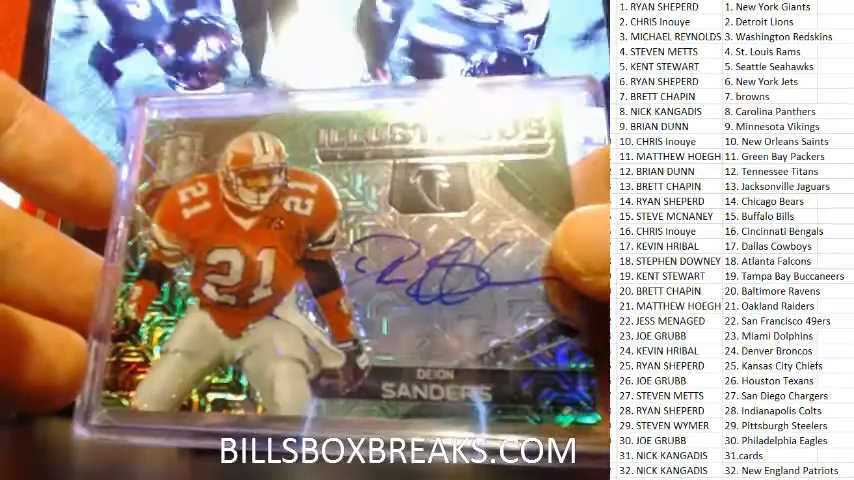 ILLUSTRIOUS
21
21
21
DEION
SANDERS
BILLSBOXBREAKS.COM
1. RYAN SHEPERD 1. New York Giants
2. CHRIS Inouye 2. Detroit Lions
3. MICHAEL REYNOLDS 3. Washington Redskins
4. STEVEN METTS 4. St. Louis Rams
5. KENT STEWART 5. Seattle Seahawks
6. RYAN SHEPERD 6. New York Jets
7. BRETT CHAPIN 7. browns
8. NICK KANGADIS 8. Carolina Panthers
9. BRIAN DUNN 9. Minnesota Vikings
10. CHRIS Inouye 10. New Orleans Saints
11. MATTHEW HOEGH 11. Green Bay Packers
12. BRIAN DUNN 12. Tennessee Titans
13. BRETT CHAPIN 13. Jacksonville Jaguars
14. RYAN SHEPERD 14. Chicago Bears
15. STEVE MCNANEY 15. Buffalo Bills
16. CHRIS Inouye 16. Cincinnati Bengals
17. KEVIN HRIBAL 17. Dallas Cowboys
18. STEPHEN DOWNEY 18. Atlanta Falcons
19. KENT STEWART 19. Tampa Bay Buccaneers
20. BRETT CHAPIN 20. Baltimore Ravens
21. MATTHEW HOEGH 21. Oakland Raiders
22. JESS MENAGED 22. San Francisco 49ers
23. JOE GRUBB 23. Miami Dolphins
24. KEVIN HRIBAL 24. Denver Broncos
25. RYAN SHEPERD 25. Kansas City Chiefs
26. JOE GRUBB 26. Houston Texans
27. STEVEN METTS 27. San Diego Chargers
28. RYAN SHEPERD 28. Indianapolis Colts
29. STEVEN WYMER 29. Pittsburgh Steelers
30. JOE GRUBB 30. Philadelphia Eagles
31. NICK KANGADIS 31.cards
32. NICK KANGADIS 32. New England Patriots